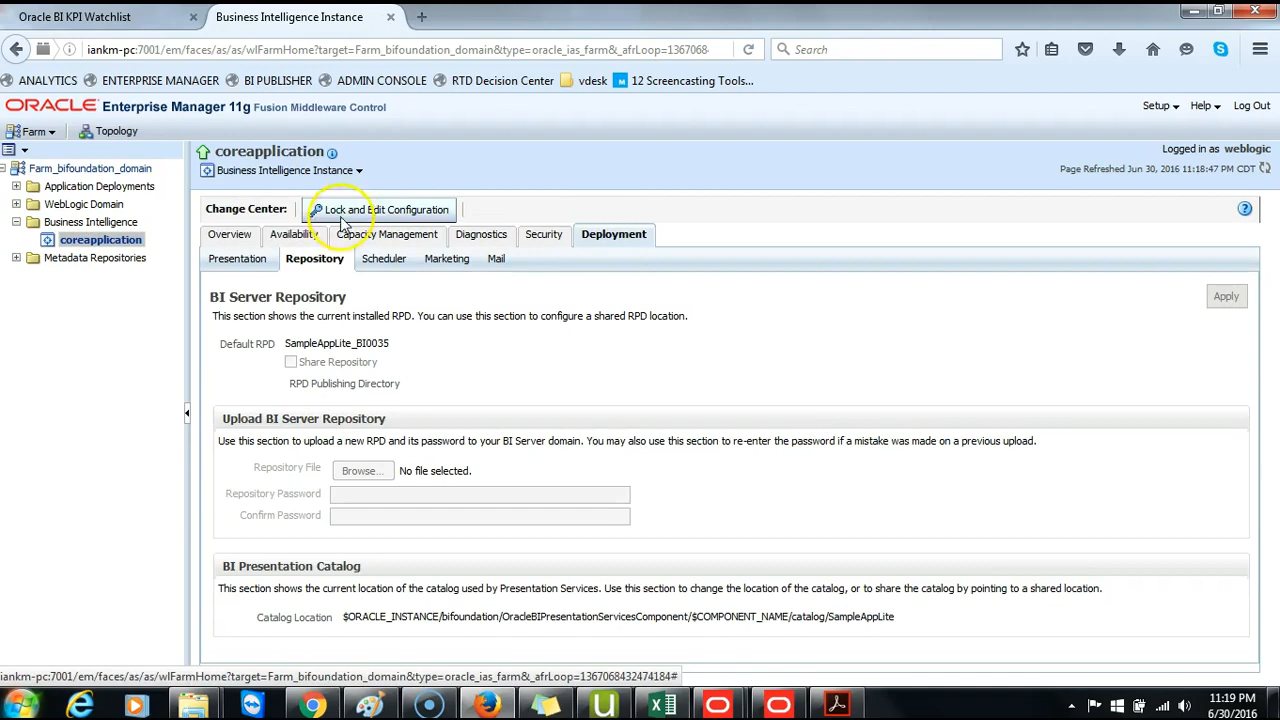 Oracle BI KPI Watchlist
Business Intelligence Instance
iankm-pc:7001/em/faces/as/as/wlFarmHome?target=Farm_bifoundation_domain&type=oracle_ias_farm&_afrLoop=1367068
Search
ANALYTICS
ENTERPRISE MANAGER
BI PUBLISHER
ADMIN CONSOLE
RTD Decision Center
vdesk
12 Screencasting Tools...
ORACLE Enterprise Manager 11g Fusion Middleware Control
Setup
Help
Log Out
Farm
Topology
coreapplication
Logged in as weblogic
Business Intelligence Instance
Page Refreshed Jun 30, 2016 11:18:47 PM CDT
Farm_bifoundation_domain
Application Deployments
WebLogic Domain
Business Intelligence
coreapplication
Metadata Repositories
Change Center:
Lock and Edit Configuration
Overview
Availability
Capacity Management
Diagnostics
Security
Deployment
Presentation
Repository
Scheduler
Marketing
Mail
BI Server Repository
Apply
This section shows the current installed RPD. You can use this section to configure a shared RPD location.
Default RPD SampleAppLite_BI0035
Share Repository
RPD Publishing Directory
Upload BI Server Repository
Use this section to upload a new RPD and its password to your BI Server domain. You may also use this section to re-enter the password if a mistake was made on a previous upload.
Repository File Browse... No file selected.
Repository Password
Confirm Password
BI Presentation Catalog
This section shows the current location of the catalog used by Presentation Services. Use this section to change the location of the catalog, or to share the catalog by pointing to a shared location.
Catalog Location $ORACLE_INSTANCE/bifoundation/OracleBIPresentationServicesComponent/$COMPONENT_NAME/catalog/SampleAppLite
iankm-pc:7001/em/faces/as/as/wlFarmHome?target=Farm_bifoundation_domain&type=oracle_ias_farm&_afrLoop=1367068432474184#
11:19 PM
6/30/2016